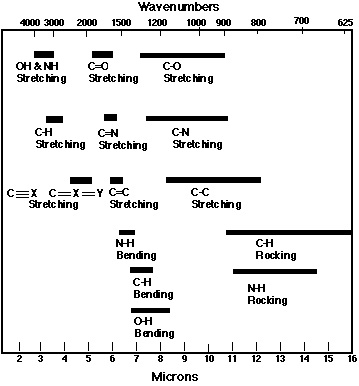 Wavenumbers
4000 3000 2000 1500 1200 1000 900 800 700 625
OH & NH Stretching
C=O Stretching
C-O Stretching
C-H Stretching
C=N Stretching
C-N Stretching
C≡X C=X=Y Stretching
C=C Stretching
C-C Stretching
N-H Bending
C-H Rocking
C-H Bending
N-H Rocking
O-H Bending
2 3 4 5 6 7 8 9 10 11 12 13 14 15 16
Microns